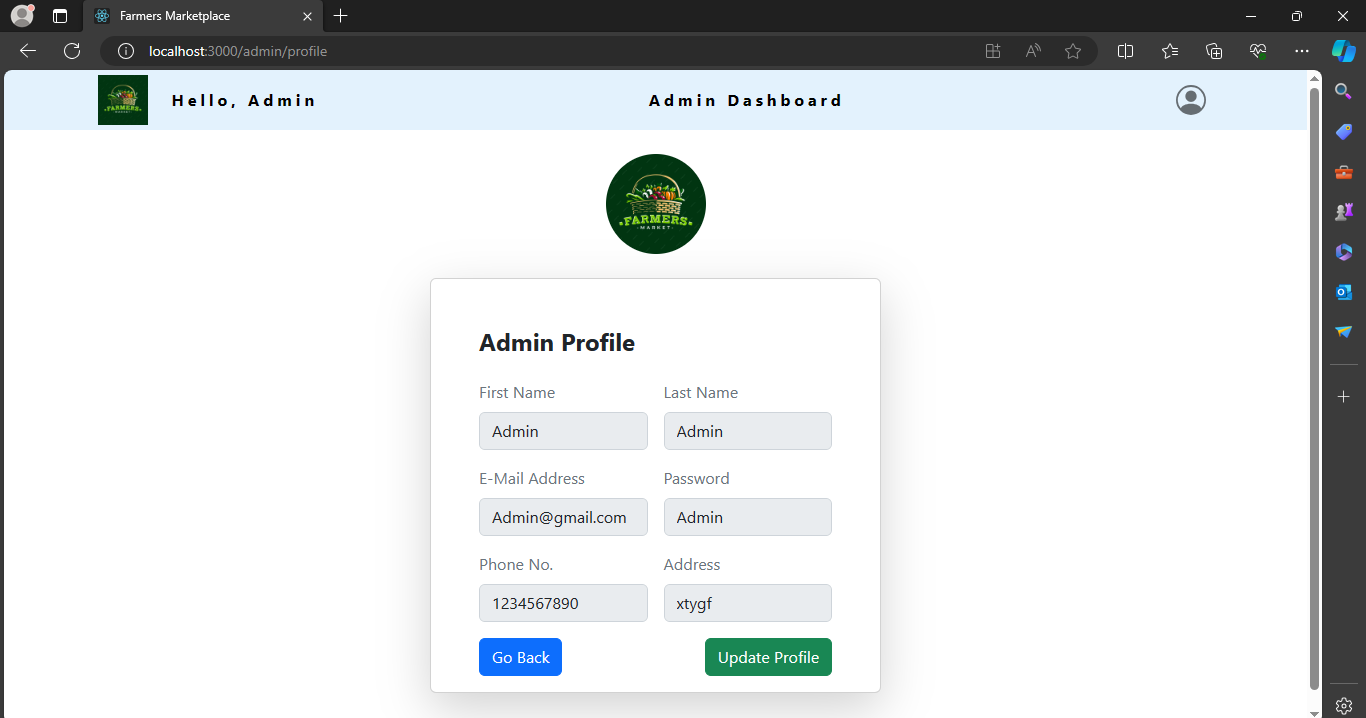 Farmers Marketplace
localhost:3000/admin/profile
FARMERS
MARKET
Hello, Admin
Admin Dashboard
FARMERS
MARKET
Admin Profile
First Name Last Name
Admin Admin
E-Mail Address Password
Admin@gmail.com Admin
Phone No. Address
1234567890 xtygf
Go Back Update Profile